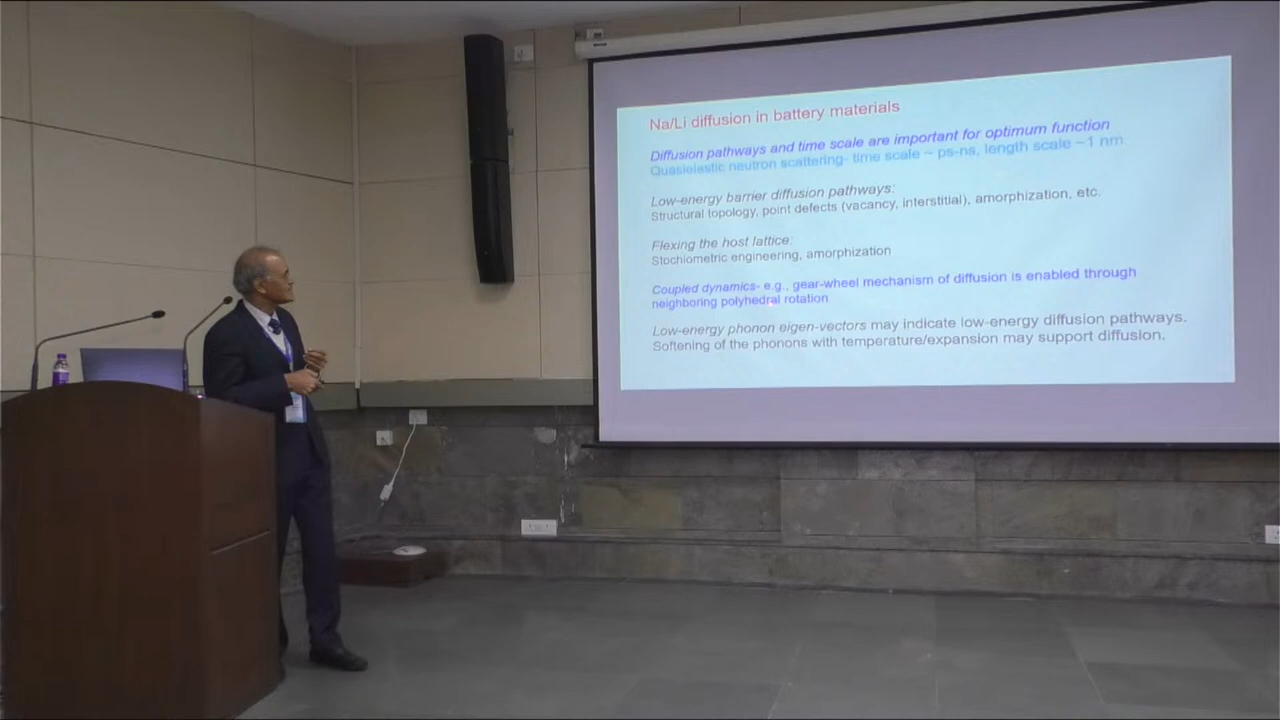 Na/Li diffusion in battery materials
Diffusion pathways and time scale are important for optimum function
Quasielastic neutron scattering- time scale ~ ps-ns, length scale ~1 nm
Low-energy barrier diffusion pathways:
Structural topology, point defects (vacancy, interstitial), amorphization, etc.
Flexing the host lattice:
Stochiometric engineering, amorphization
Coupled dynamics- e.g., gear-wheel mechanism of diffusion is enabled through
neighboring polyhedral rotation
Low-energy phonon eigen-vectors may indicate low-energy diffusion pathways.
Softening of the phonons with temperature/expansion may support diffusion.